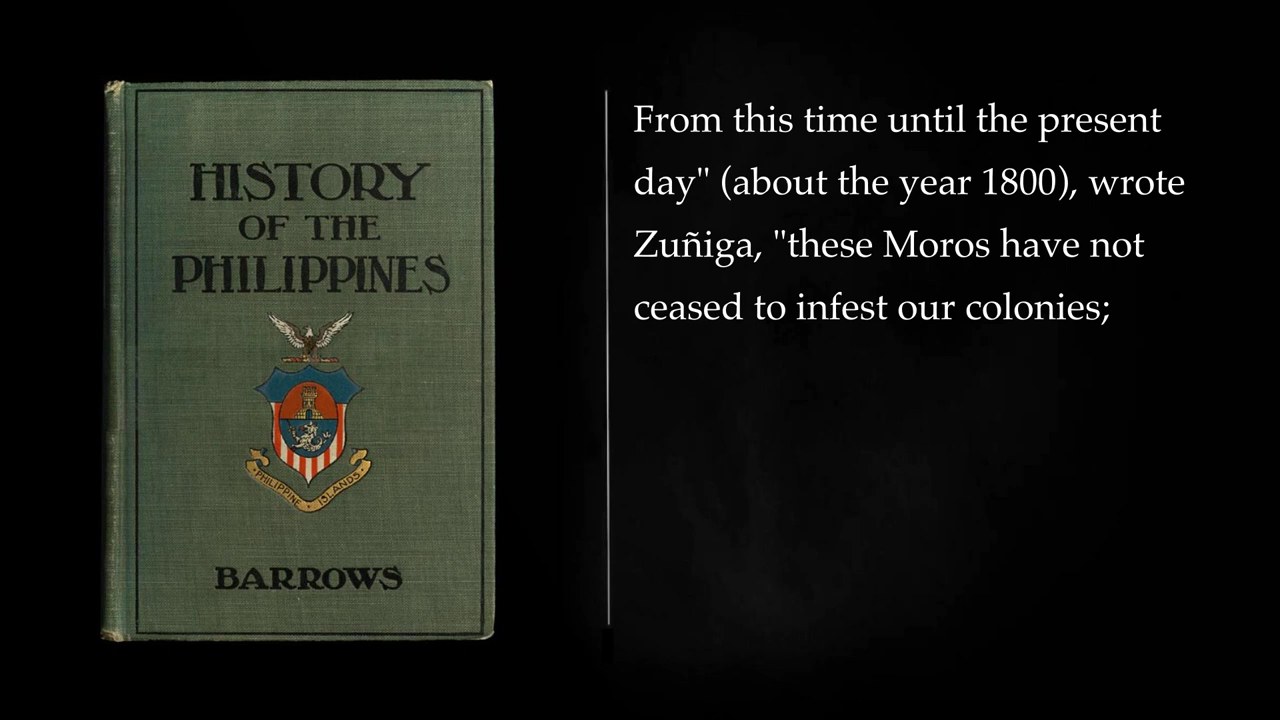 HISTORY
OF THE
PHILIPPINES
PHILIPPINE ISLANDS
BARROWS
From this time until the present
day" (about the year 1800), wrote
Zuñiga, "these Moros have not
ceased to infest our colonies;